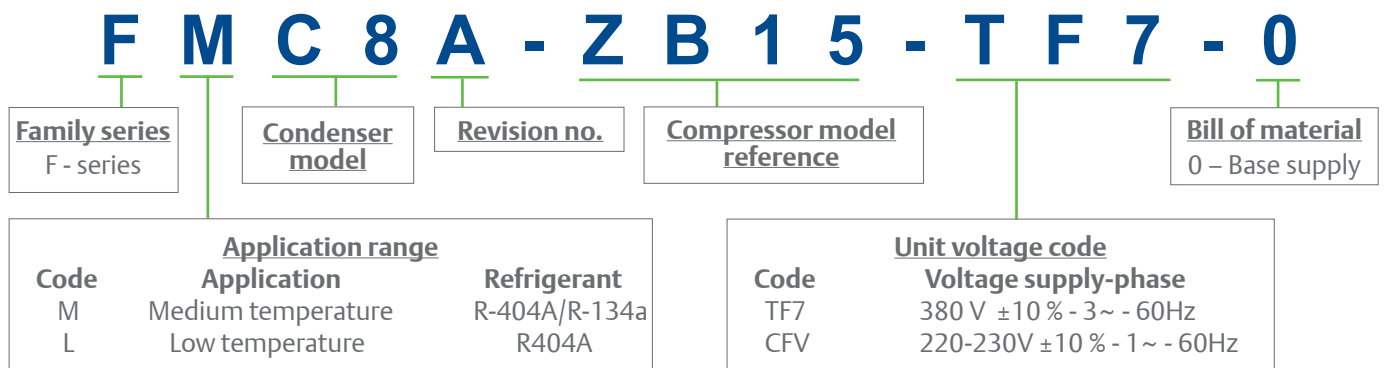 F M C 8 A - Z B 1 5 - T F 7 - 0
Family series
F - series
Condenser
model
Revision no.
Compressor model
reference
Bill of material
0 – Base supply
Application range
Code Application Refrigerant
M Medium temperature R-404A/R-134a
L Low temperature R404A
Unit voltage code
Code Voltage supply-phase
TF7 380 V ±10 % - 3~ - 60Hz
CFV 220-230V ±10 % - 1~ - 60Hz